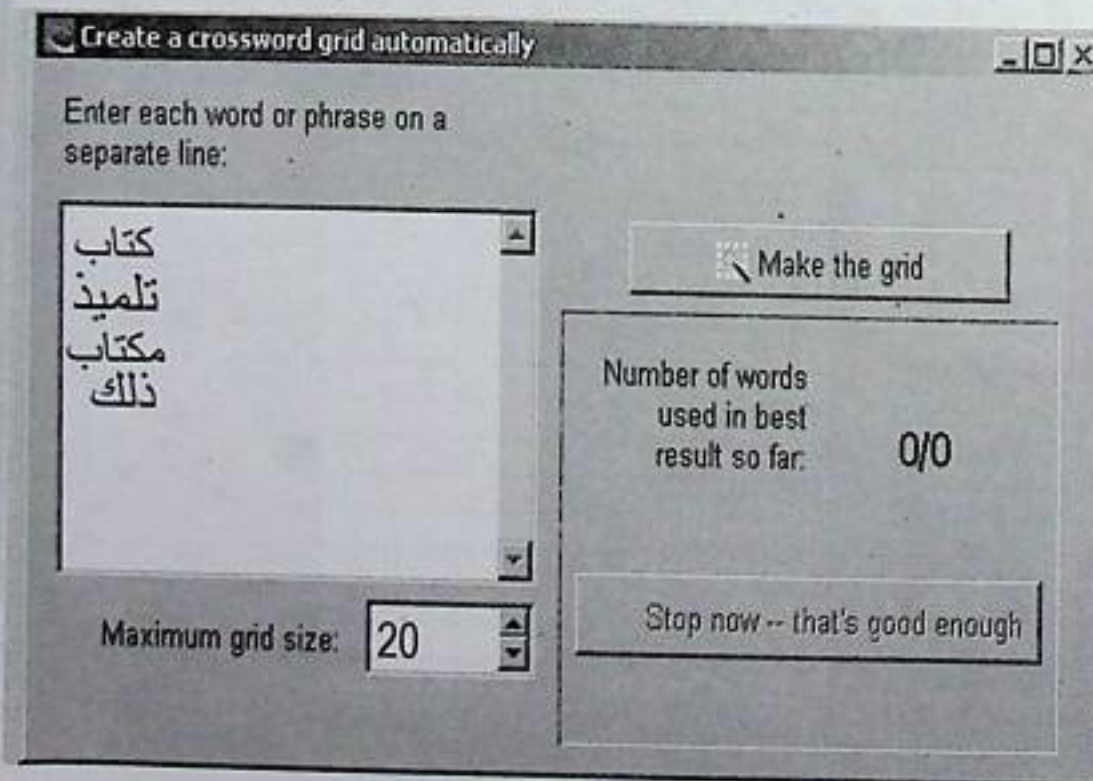 Create a crossword grid automatically
Enter each word or phrase on a
separate line:
كتاب
تلميذ
مكتاب
ذلك
Make the grid
Number of words
used in best
result so far:
0/0
Stop now -- that's good enough
Maximum grid size:
20